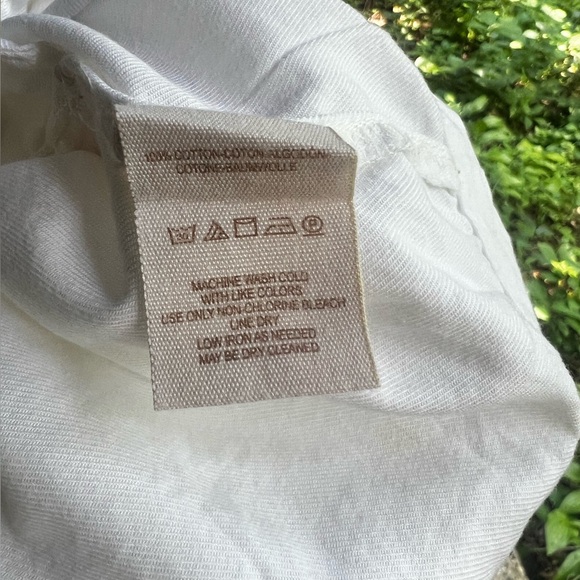 100% COTTON-COTON-ALGODON
COTONE-BAUMWOLLE
MACHINE WASH COLD
WITH LIKE COLORS
USE ONLY NON-CHLORINE BLEACH
LINE DRY
LOW IRON AS NEEDED
MAY BE DRY CLEANED